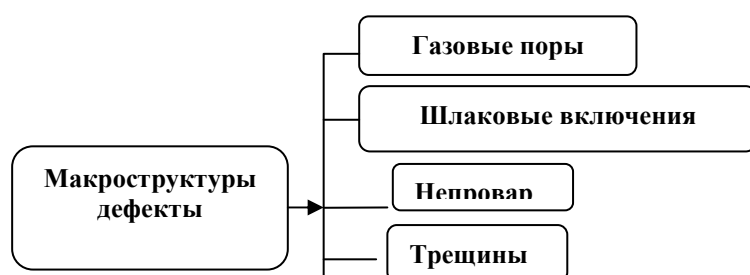 Газовые поры
Шлаковые включения
Макроструктуры
дефекты
Непровар
Трещины